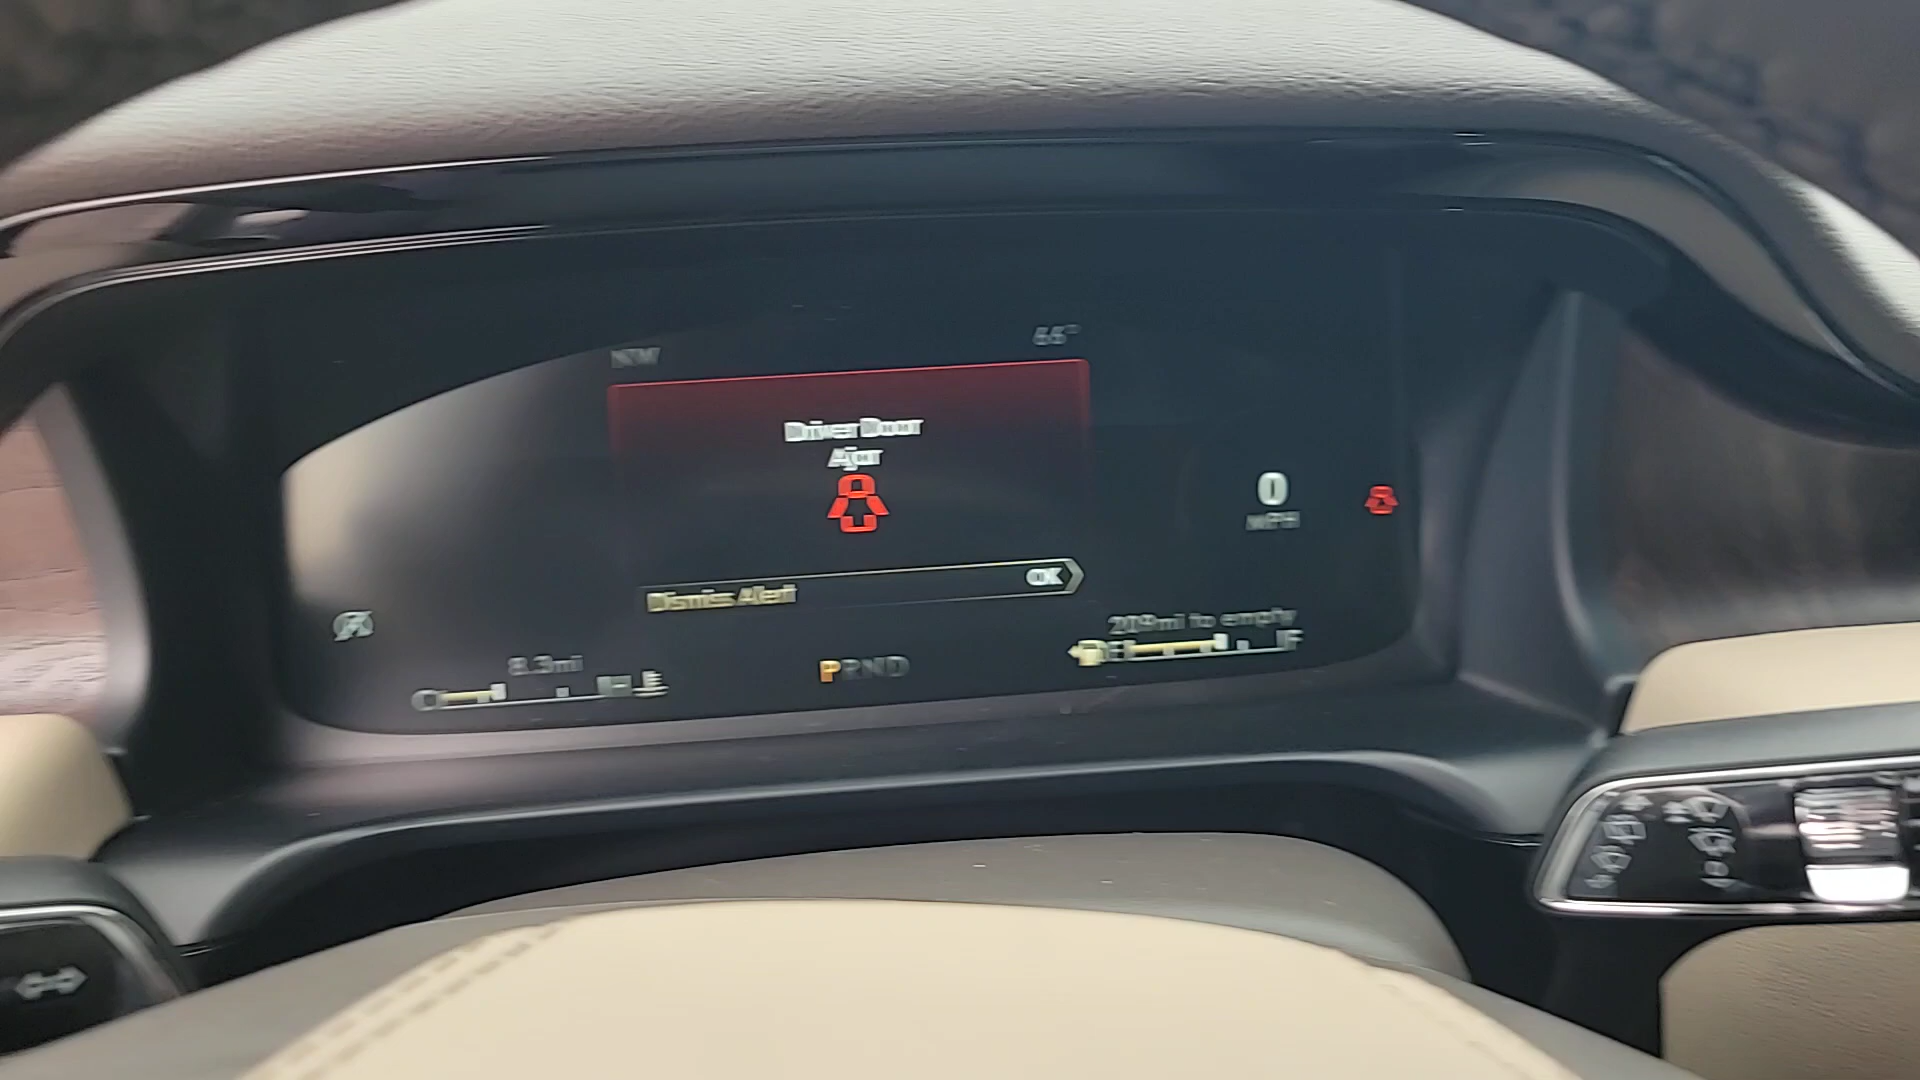 NW
66°
Driver Door
Ajar
0
MPH
Dismiss Alert
OK
209mi to empty
8.3mi
C H
PRND
E F